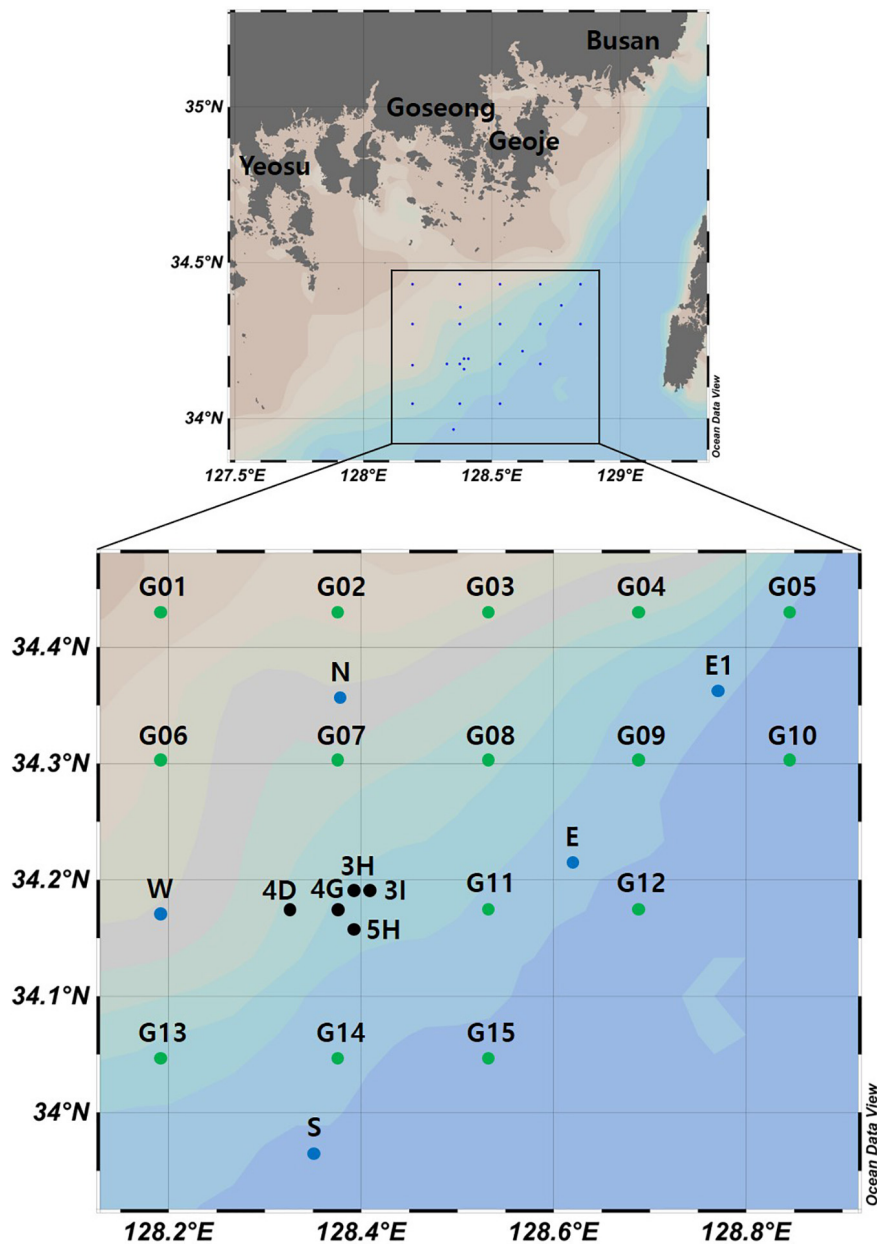 Busan
35°N
Goseong
Geoje
Yeosu
34.5°N
34°N
Ocean Data View
127.5°E 128°E 128.5°E 129°E
G01 G02 G03 G04 G05
34.4°N
N E1
G06 G07 G08 G09 G10
34.3°N
E
3H
34.2°N
W 4D 4G 3I G11 G12
5H
34.1°N
G13 G14 G15
34°N
S
Ocean Data View
128.2°E 128.4°E 128.6°E 128.8°E